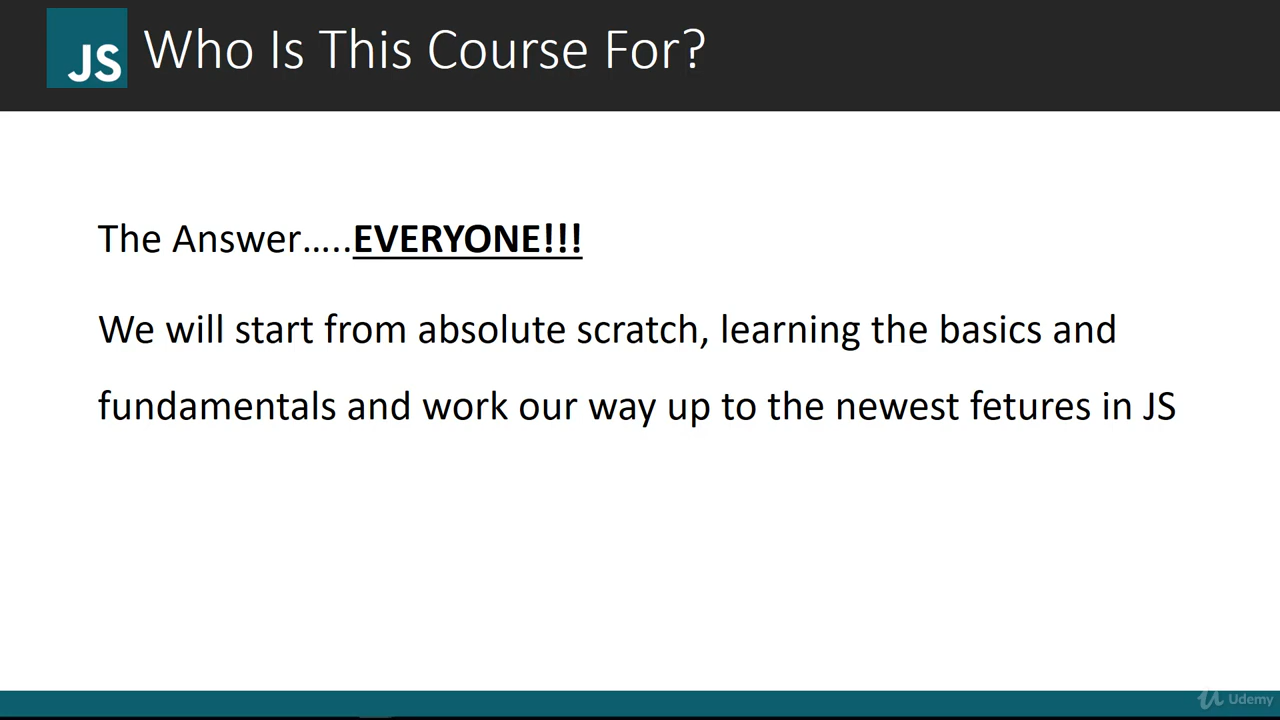 JS Who Is This Course For?
The Answer…..EVERYONE!!!
We will start from absolute scratch, learning the basics and
fundamentals and work our way up to the newest fetures in JS
Udemy